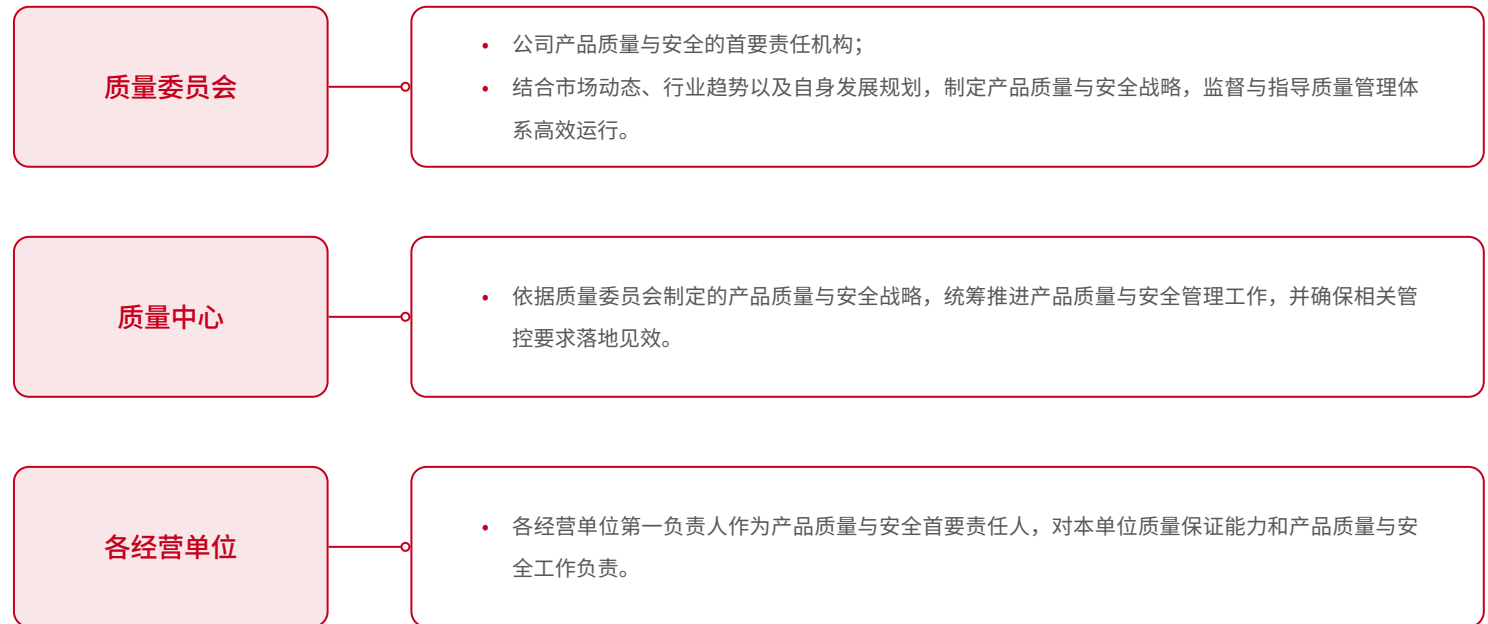 质量委员会
• 公司产品质量与安全的首要责任机构；
• 结合市场动态、行业趋势以及自身发展规划，制定产品质量与安全战略，监督与指导质量管理体
系高效运行。
质量中心
• 依据质量委员会制定的产品质量与安全战略，统筹推进产品质量与安全管理工作，并确保相关管
控要求落地见效。
各经营单位
• 各经营单位第一负责人作为产品质量与安全首要责任人，对本单位质量保证能力和产品质量与安
全工作负责。